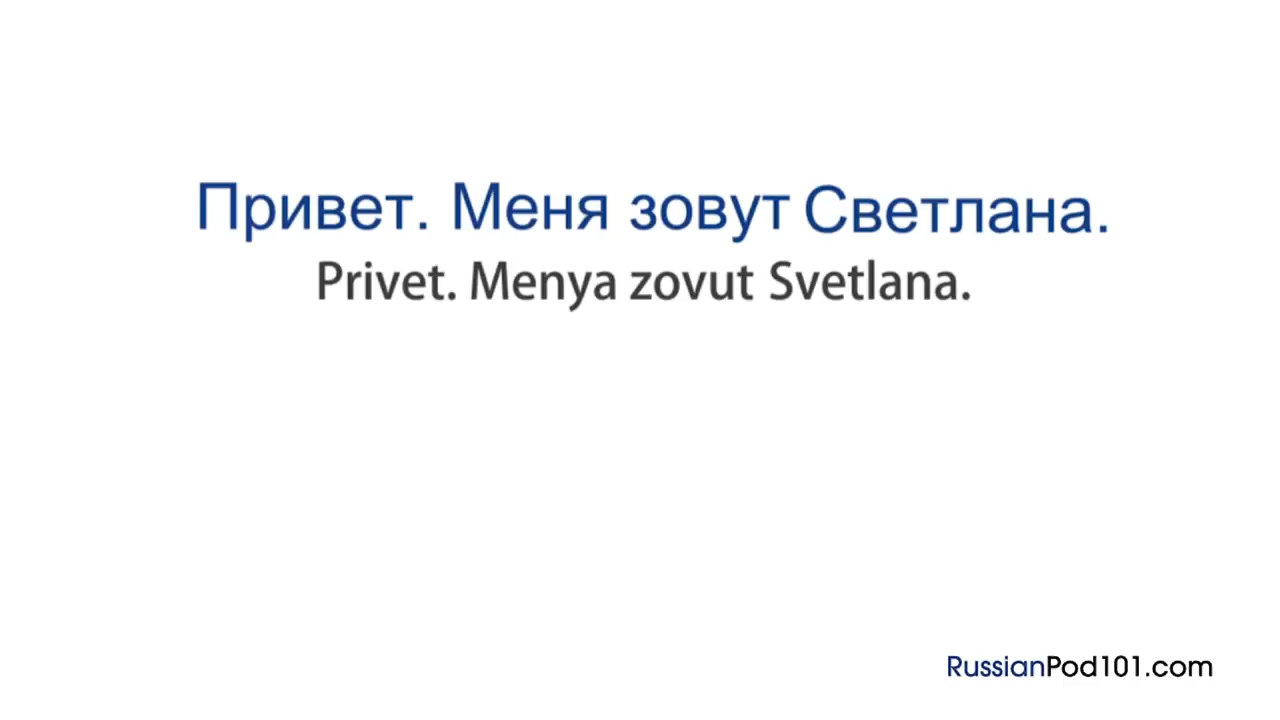 Привет. Меня зовут Светлана.
Privet. Menya zovut Svetlana.
RussianPod101.com